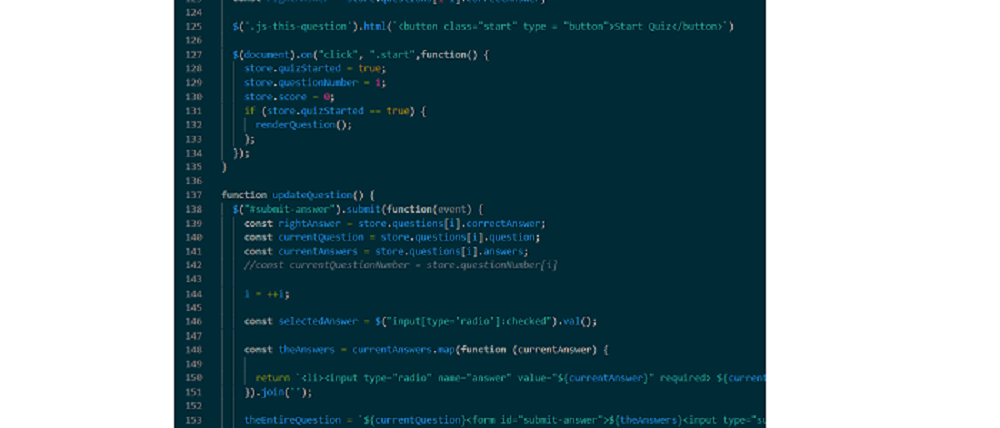 124
125 $('.js-this-question').html(`<button class="start" type = "button">Start Quiz</button>`)
126
127 $(document).on("click", ".start",function() {
128 store.quizStarted = true;
129 store.questionNumber = 1;
130 store.score = 0;
131 if (store.quizStarted == true) {
132 renderQuestion();
133 };
134 });
135 }
136
137 function updateQuestion() {
138 $("#submit-answer").submit(function(event) {
139 const rightAnswer = store.questions[i].correctAnswer;
140 const currentQuestion = store.questions[i].question;
141 const currentAnswers = store.questions[i].answers;
142 //const currentQuestionNumber = store.questionNumber[i]
143
144 i = ++i;
145
146 const selectedAnswer = $("input[type='radio']:checked").val();
147
148 const theAnswers = currentAnswers.map(function (currentAnswer) {
149
150 return `<li><input type="radio" name="answer" value="${currentAnswer}" required> ${current
151 }).join('');
152
153 theEntireQuestion = `${currentQuestion}<form id="submit-answer">${theAnswers}<input type="su